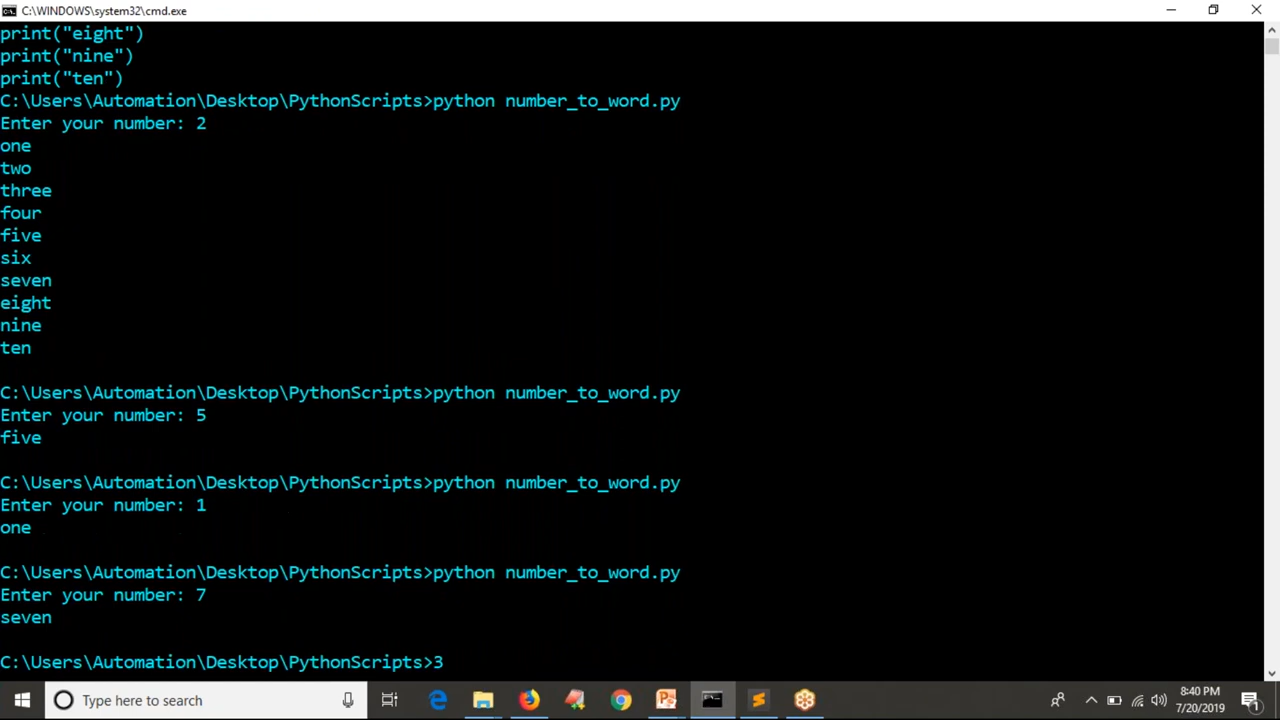 C:\WINDOWS\system32\cmd.exe
print("eight")
print("nine")
print("ten")
C:\Users\Automation\Desktop\PythonScripts>python number_to_word.py
Enter your number: 2
one
two
three
four
five
six
seven
eight
nine
ten
C:\Users\Automation\Desktop\PythonScripts>python number_to_word.py
Enter your number: 5
five
C:\Users\Automation\Desktop\PythonScripts>python number_to_word.py
Enter your number: 1
one
C:\Users\Automation\Desktop\PythonScripts>python number_to_word.py
Enter your number: 7
seven
C:\Users\Automation\Desktop\PythonScripts>3
Type here to search
8:40 PM
7/20/2019
1